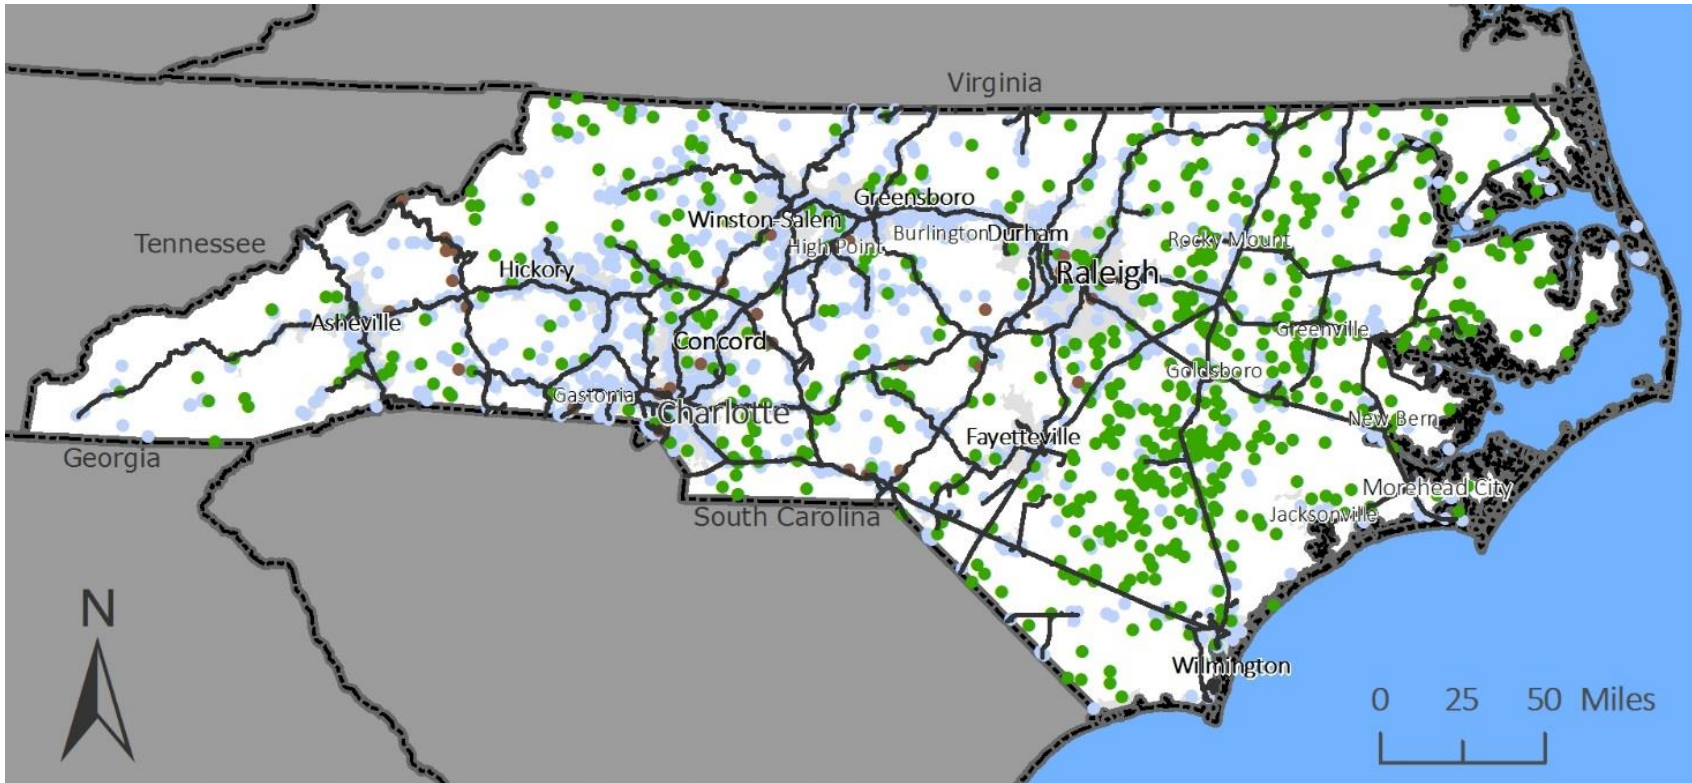 Virginia
Greensboro
Winston-Salem
Burlington
Durham
High Point
Rocky Mount
Tennessee
Hickory
Raleigh
Asheville
Concord
Greenville
Goldsboro
Gastonia
Charlotte
New Bern
Fayetteville
Georgia
Morehead City
South Carolina
Jacksonville
N
Wilmington
0 25 50 Miles